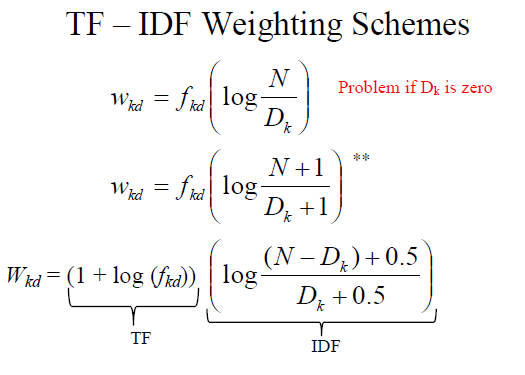 TF – IDF Weighting Schemes
w_kd = f_kd ( log N / D_k ) Problem if D_k is zero
w_kd = f_kd ( log N + 1 / D_k + 1 ) **
W_kd = (1 + log (f_kd)) ( log (N – D_k) + 0.5 / D_k + 0.5 )
TF IDF